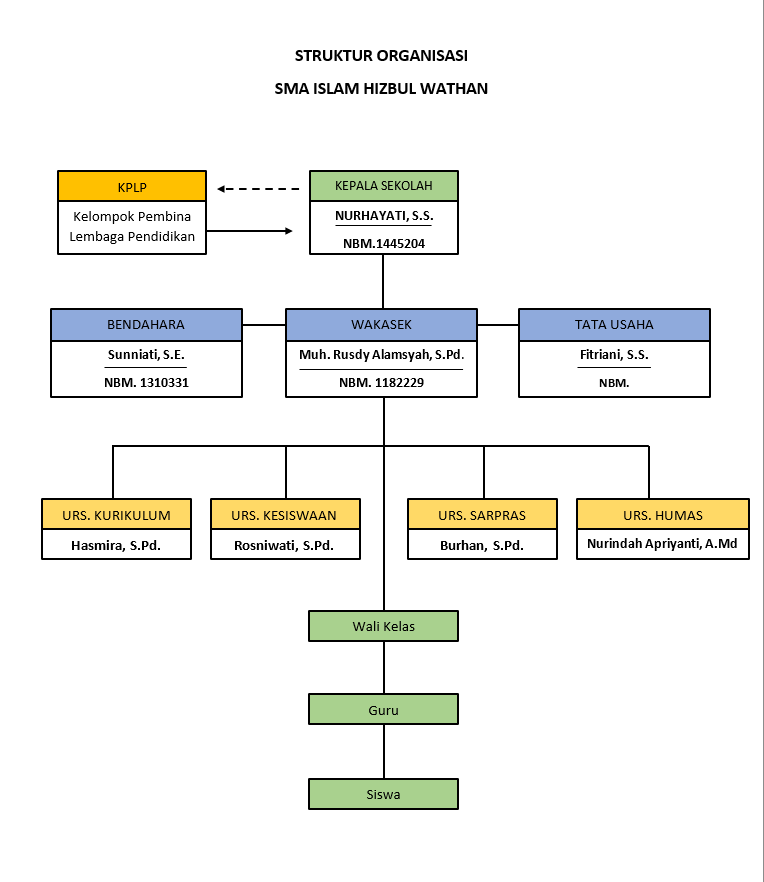 STRUKTUR ORGANISASI
SMA ISLAM HIZBUL WATHAN
KPLP
Kelompok Pembina
Lembaga Pendidikan
KEPALA SEKOLAH
NURHAYATI, S.S.
NBM.1445204
BENDAHARA
Sunniati, S.E.
NBM. 1310331
WAKASEK
Muh. Rusdy Alamsyah, S.Pd.
NBM. 1182229
TATA USAHA
Fitriani, S.S.
NBM.
URS. KURIKULUM
Hasmira, S.Pd.
URS. KESISWAAN
Rosniwati, S.Pd.
URS. SARPRAS
Burhan, S.Pd.
URS. HUMAS
Nurindah Apriyanti, A.Md
Wali Kelas
Guru
Siswa